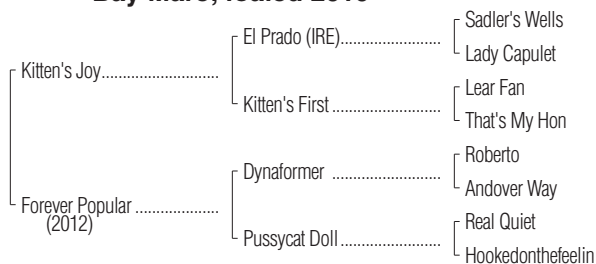 Sadler's Wells
El Prado (IRE)........................
Lady Capulet
Kitten's Joy............................
Lear Fan
Kitten's First ..........................
That's My Hon
Roberto
Dynaformer ..........................
Andover Way
Forever Popular ....................
(2012)
Real Quiet
Pussycat Doll........................
Hookedonthefeelin